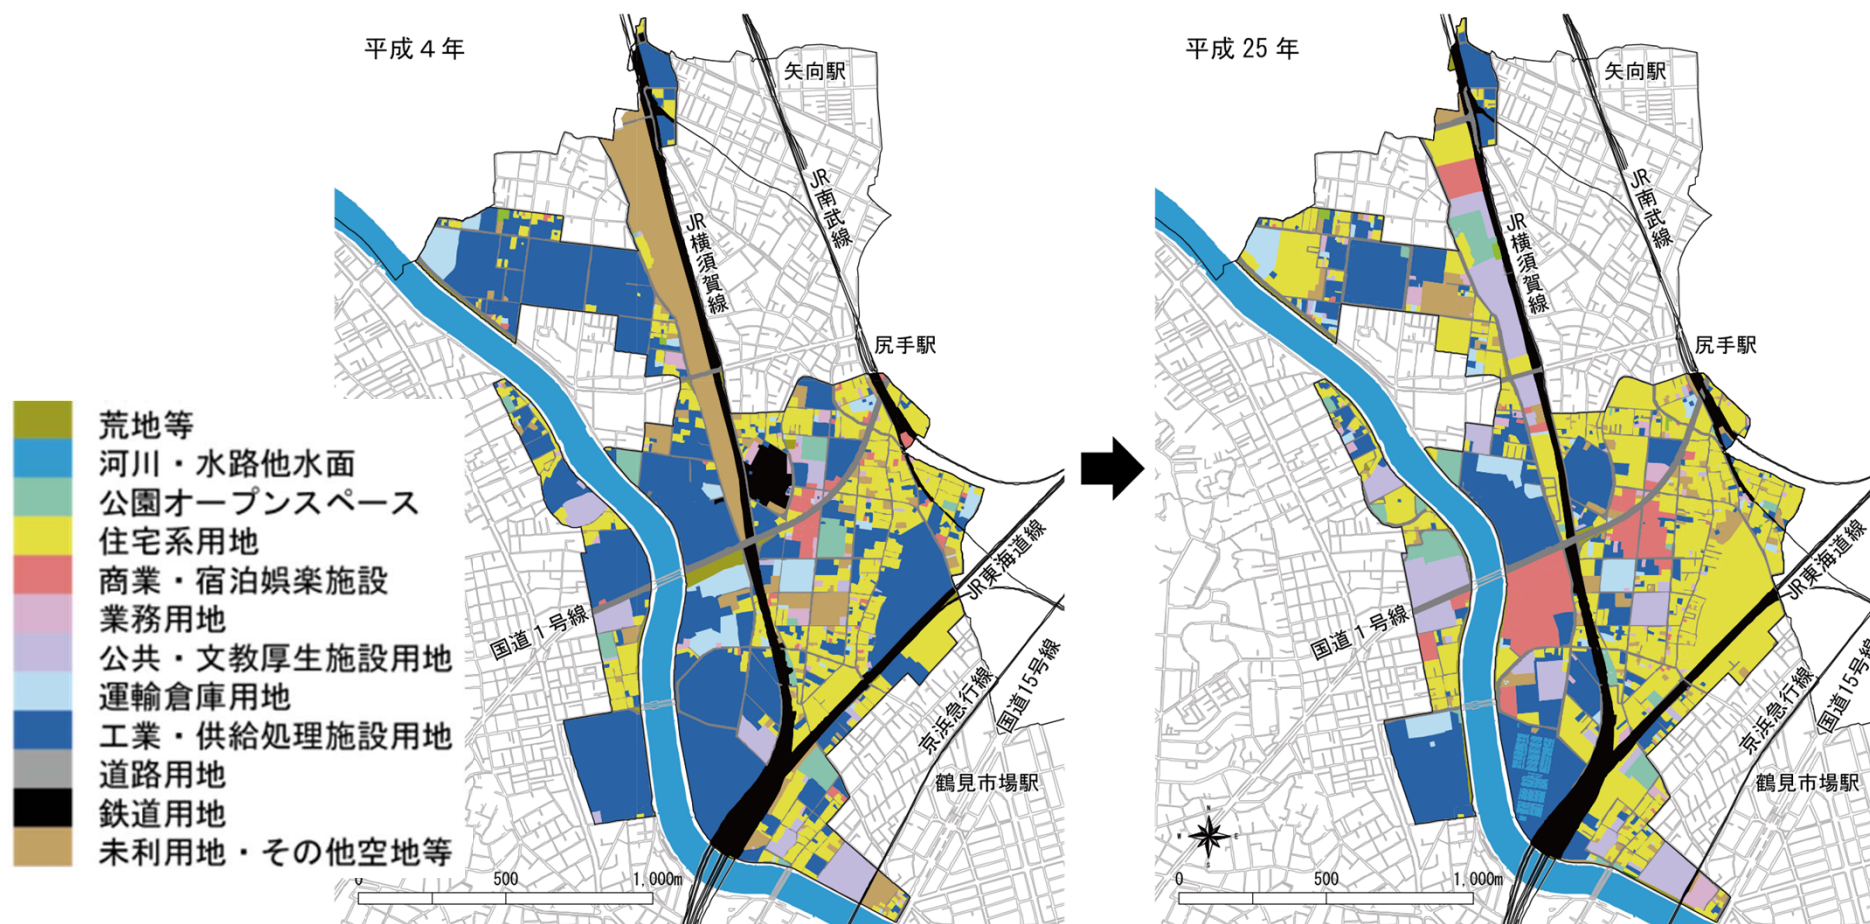 平成４年
矢向駅
JR南武線
JR横須賀線
尻手駅
JR東海道線
国道１号線
京浜急行線
国道15号線
鶴見市場駅
0 500 1,000m
荒地等
河川・水路他水面
公園オープンスペース
住宅系用地
商業・宿泊娯楽施設
業務用地
公共・文教厚生施設用地
運輸倉庫用地
工業・供給処理施設用地
道路用地
鉄道用地
未利用地・その他空地等
平成 25 年
矢向駅
JR南武線
JR横須賀線
尻手駅
JR東海道線
国道１号線
京浜急行線
国道15号線
鶴見市場駅
N
W E
S
0 500 1,000m